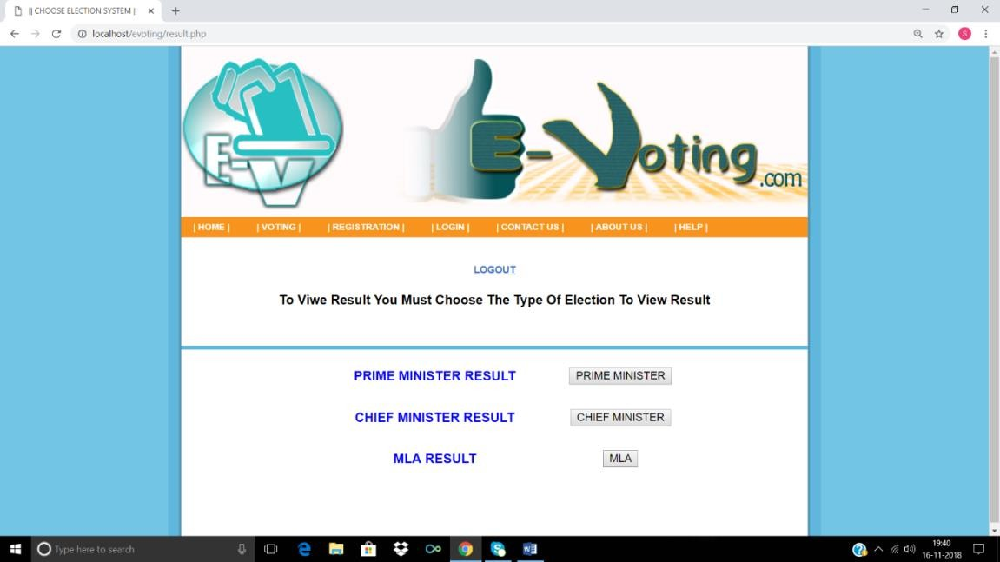 || CHOOSE ELECTION SYSTEM ||
localhost/evoting/result.php
S
E-V
E-Voting.com
| HOME | | VOTING | | REGISTRATION | | LOGIN | | CONTACT US | | ABOUT US | | HELP |
LOGOUT
To Viwe Result You Must Choose The Type Of Election To View Result
PRIME MINISTER RESULT PRIME MINISTER
CHIEF MINISTER RESULT CHIEF MINISTER
MLA RESULT MLA
Type here to search
19:40
16-11-2018